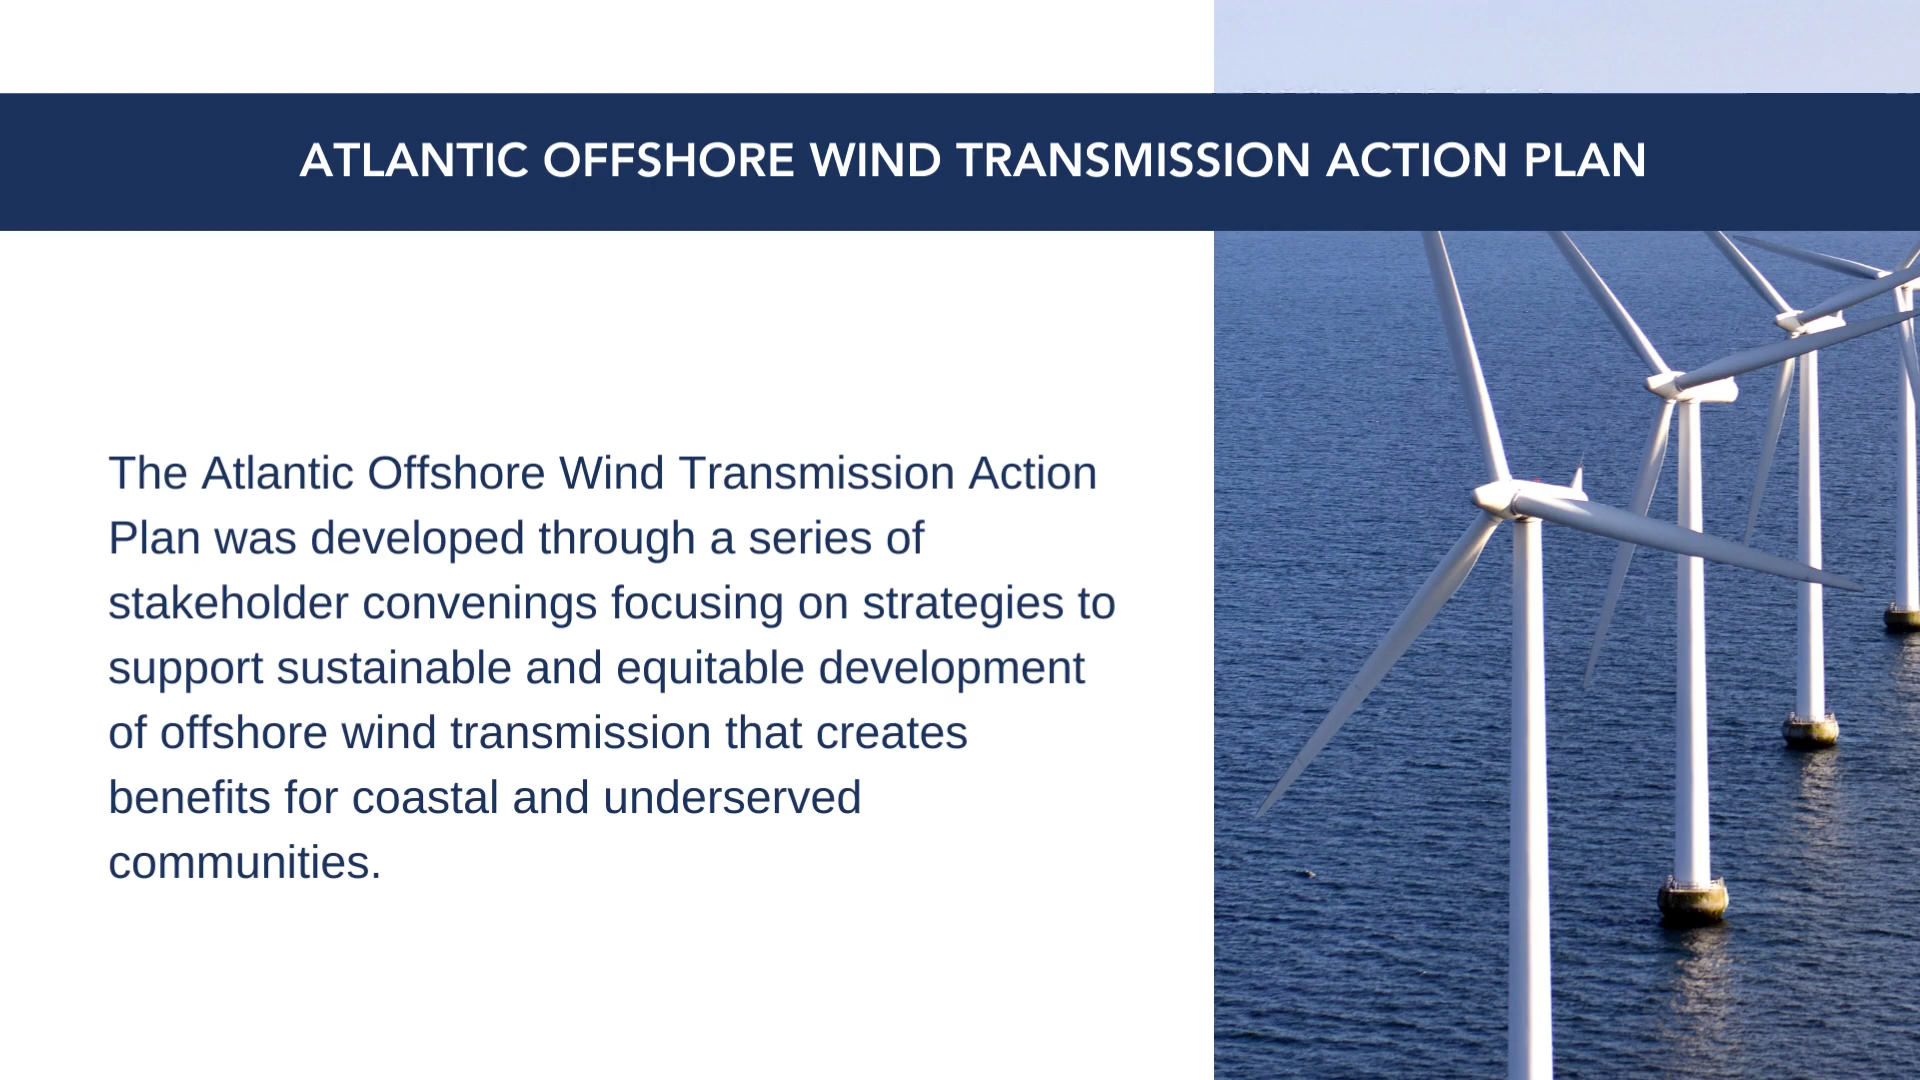 ATLANTIC OFFSHORE WIND TRANSMISSION ACTION PLAN
The Atlantic Offshore Wind Transmission Action
Plan was developed through a series of
stakeholder convenings focusing on strategies to
support sustainable and equitable development
of offshore wind transmission that creates
benefits for coastal and underserved
communities.